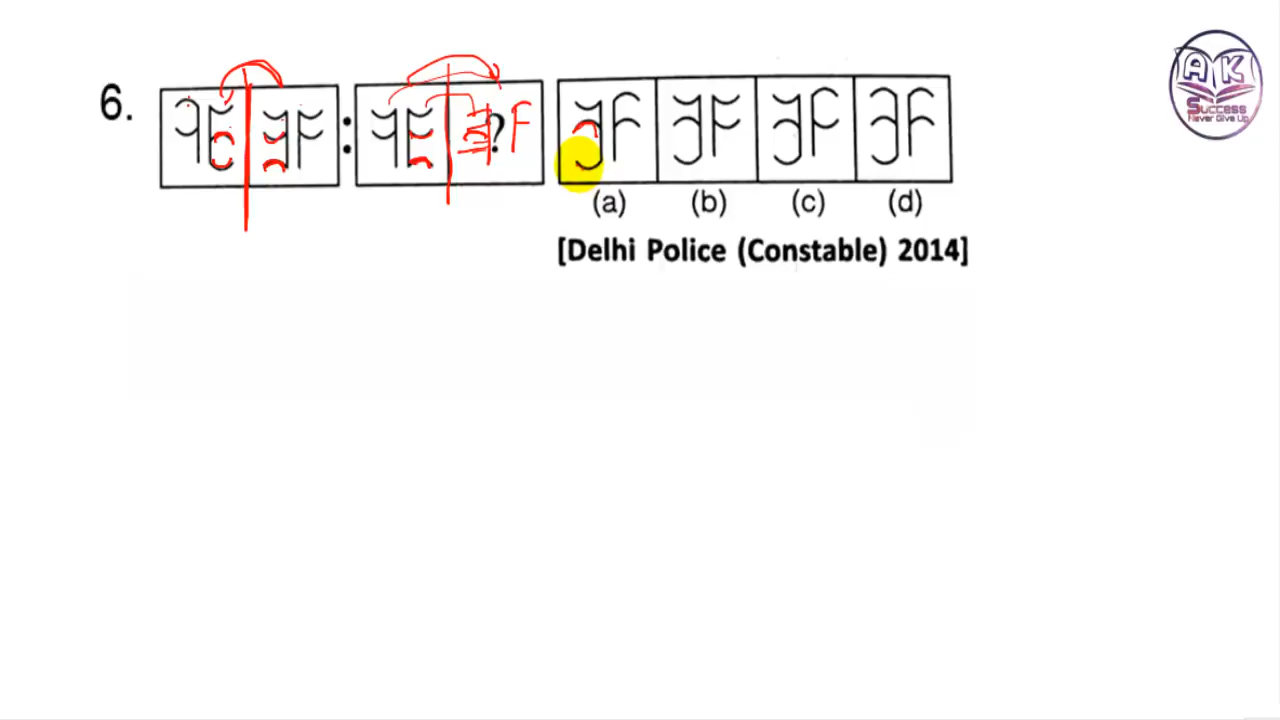 6.
:
?
(a) (b) (c) (d)
[Delhi Police (Constable) 2014]
AK
Success
Never Give Up